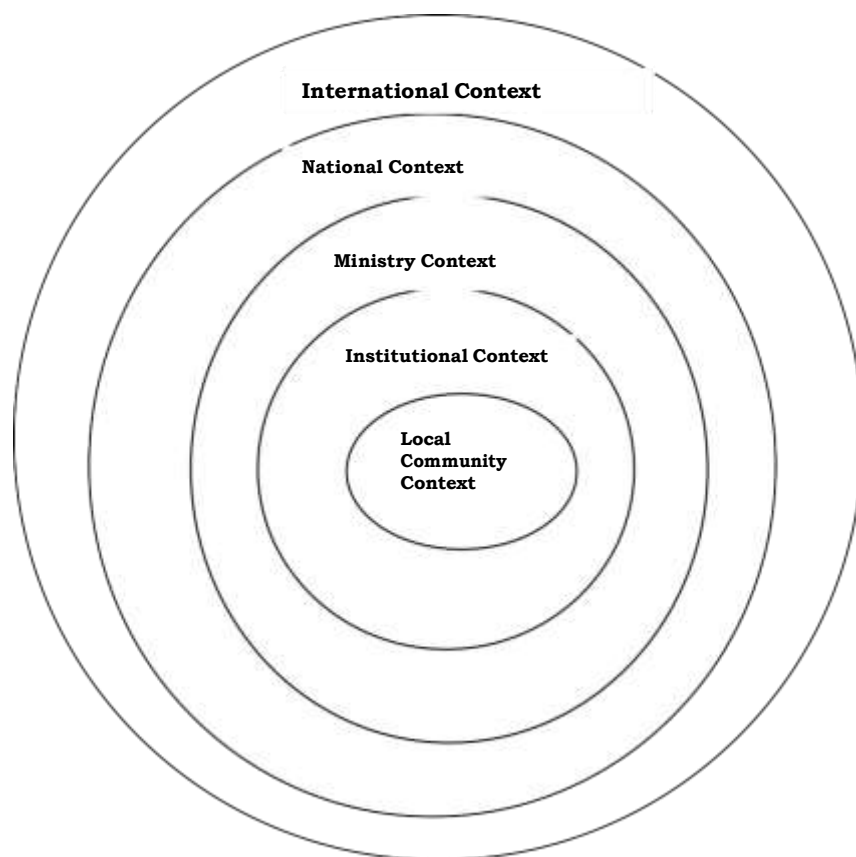 International Context
National Context
Ministry Context
Institutional Context
Local
Community
Context